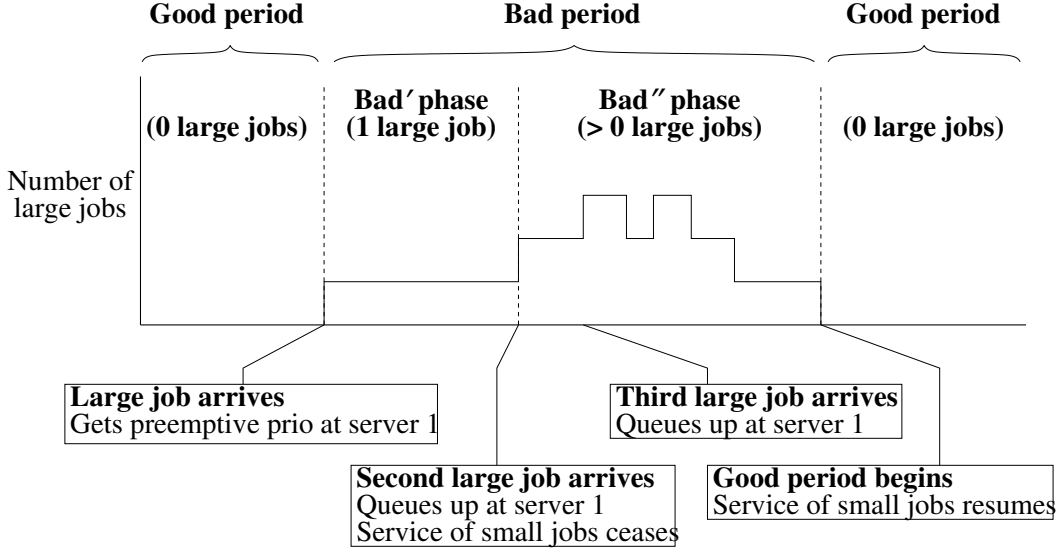 Good period
Bad period
Good period
(0 large jobs)
Bad′ phase
(1 large job)
Bad″ phase
(> 0 large jobs)
(0 large jobs)
Number of
large jobs
Large job arrives
Gets preemptive prio at server 1
Third large job arrives
Queues up at server 1
Second large job arrives
Queues up at server 1
Service of small jobs ceases
Good period begins
Service of small jobs resumes